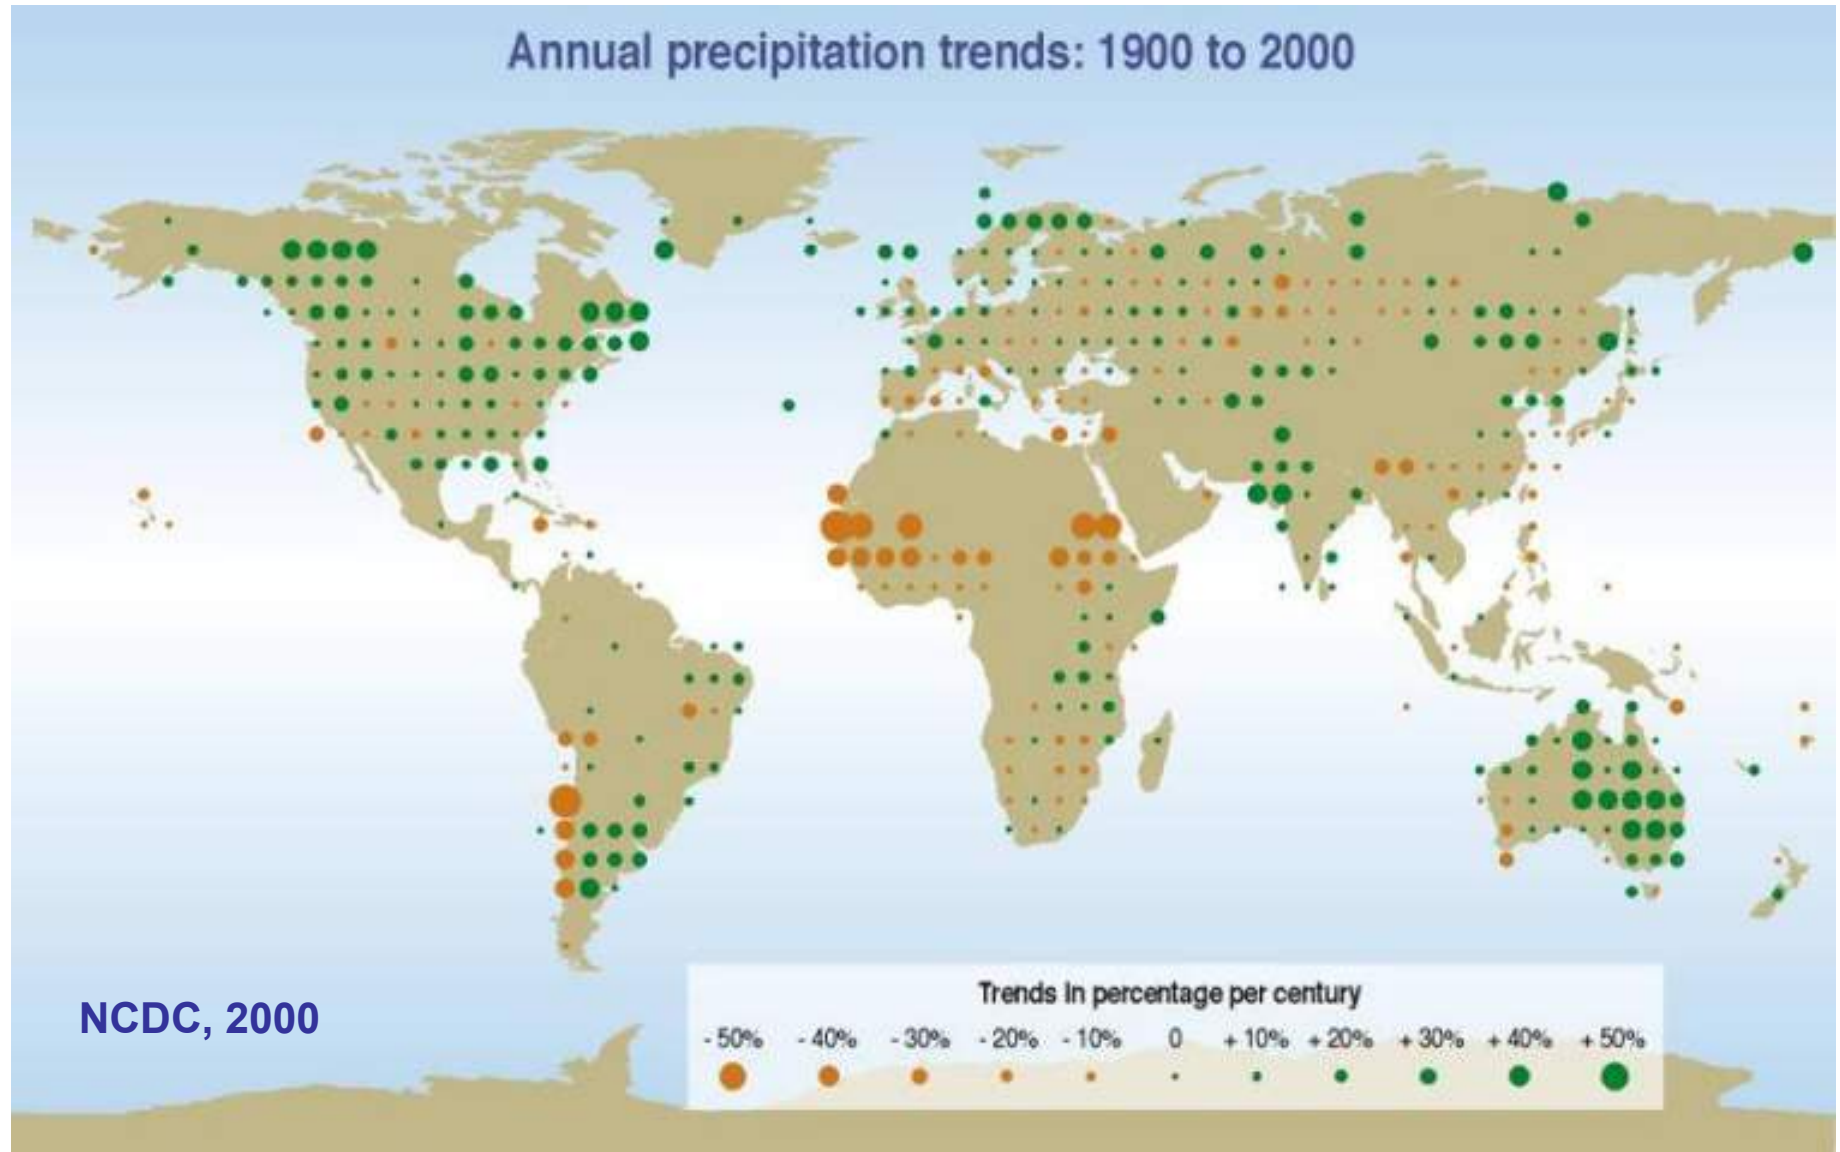 Annual precipitation trends: 1900 to 2000
NCDC, 2000
Trends in percentage per century
- 50% - 40% - 30% - 20% - 10% 0 + 10% + 20% + 30% + 40% + 50%